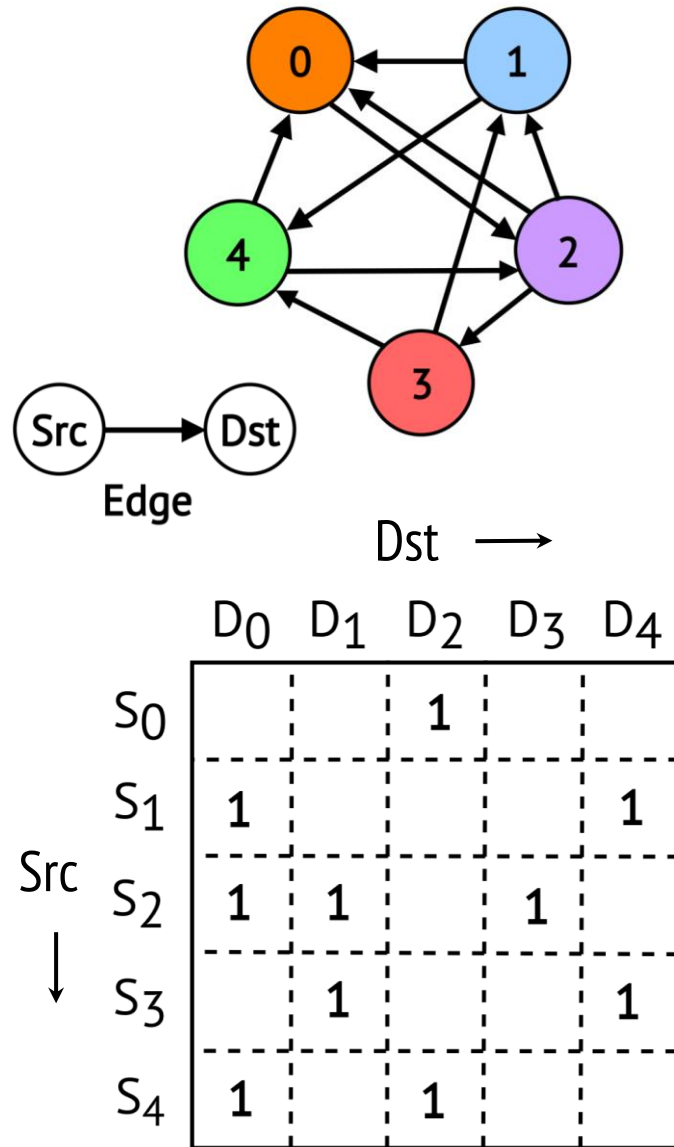 0 1
4 2
3
Src Dst
Edge
Dst
D0 D1 D2 D3 D4
S0 1
S1 1 1
Src
S2 1 1 1
S3 1 1
S4 1 1